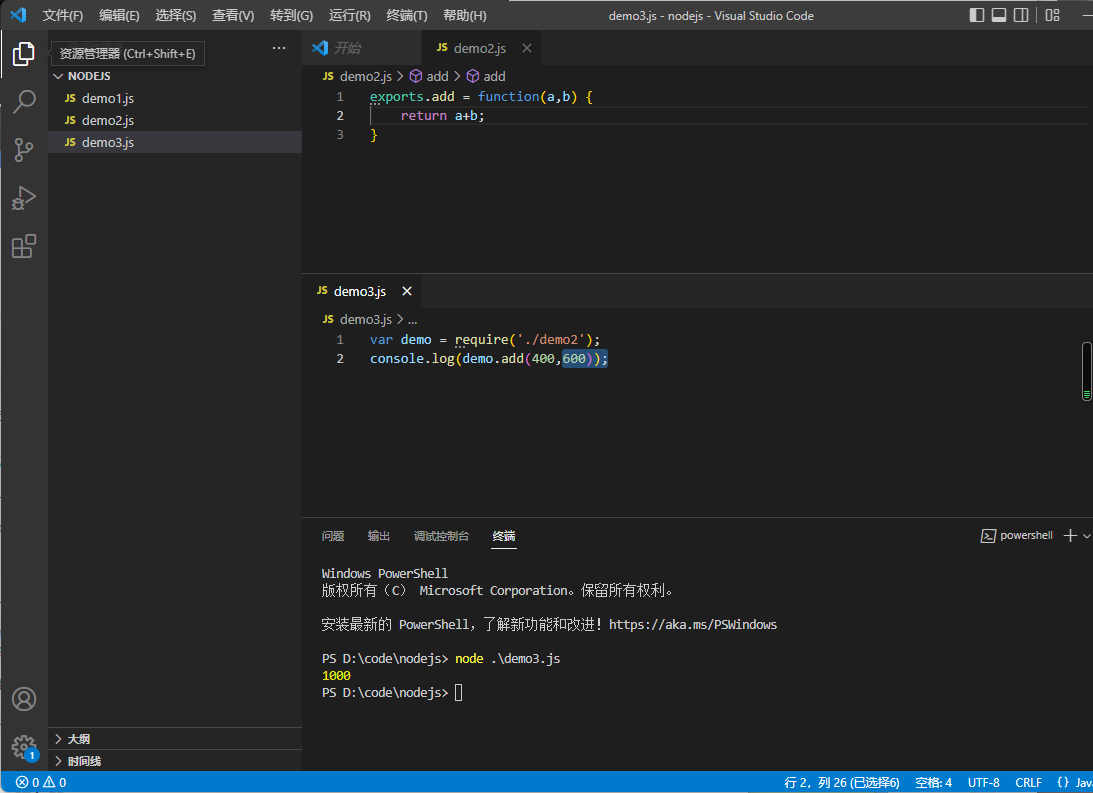 文件(F) 编辑(E) 选择(S) 查看(V) 转到(G) 运行(R) 终端(T) 帮助(H) demo3.js - nodejs - Visual Studio Code
资源管理器 (Ctrl+Shift+E)
NODEJS
JS demo1.js
JS demo2.js
JS demo3.js
开始 JS demo2.js
JS demo2.js > add > add
1 exports.add = function(a,b) {
2 return a+b;
3 }
JS demo3.js
JS demo3.js > ...
1 var demo = require('./demo2');
2 console.log(demo.add(400,600));
问题 输出 调试控制台 终端 powershell
Windows PowerShell
版权所有（C） Microsoft Corporation。保留所有权利。
安装最新的 PowerShell，了解新功能和改进！https://aka.ms/PSWindows
PS D:\code\nodejs> node .\demo3.js
1000
PS D:\code\nodejs>
大纲
时间线
1
0 0 行 2，列 26 (已选择6) 空格: 4 UTF-8 CRLF {} Jav